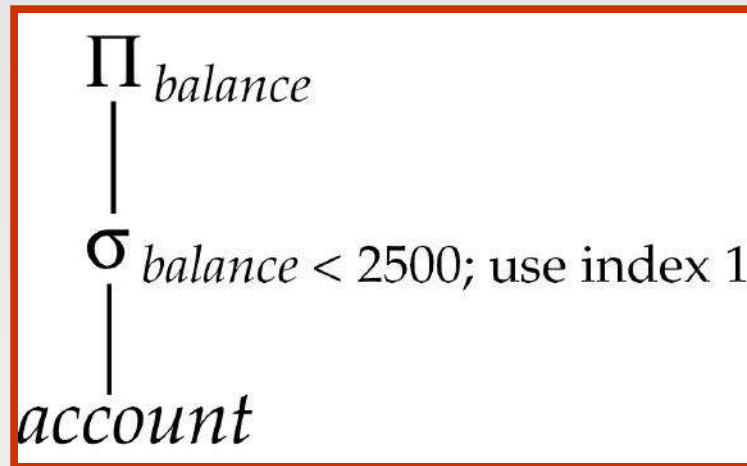 Π balance
σ balance < 2500; use index 1
account